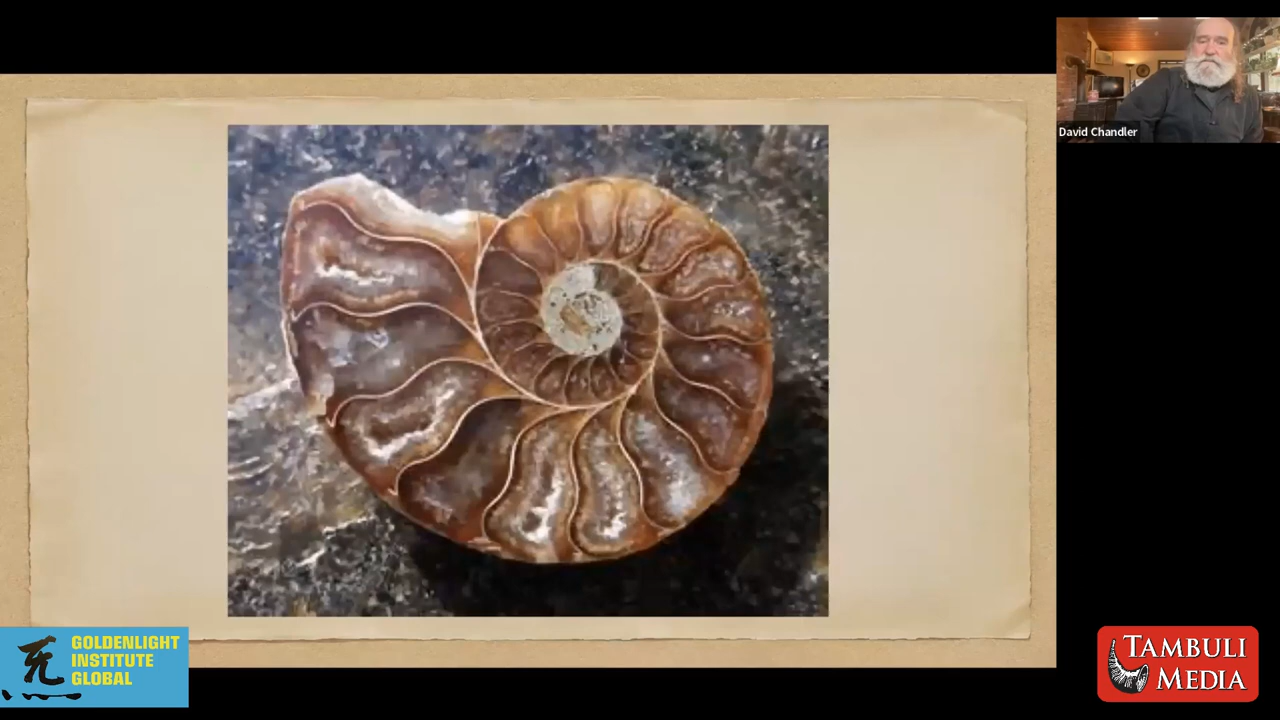 David Chandler
GOLDENLIGHT
INSTITUTE
GLOBAL
TAMBULI
MEDIA